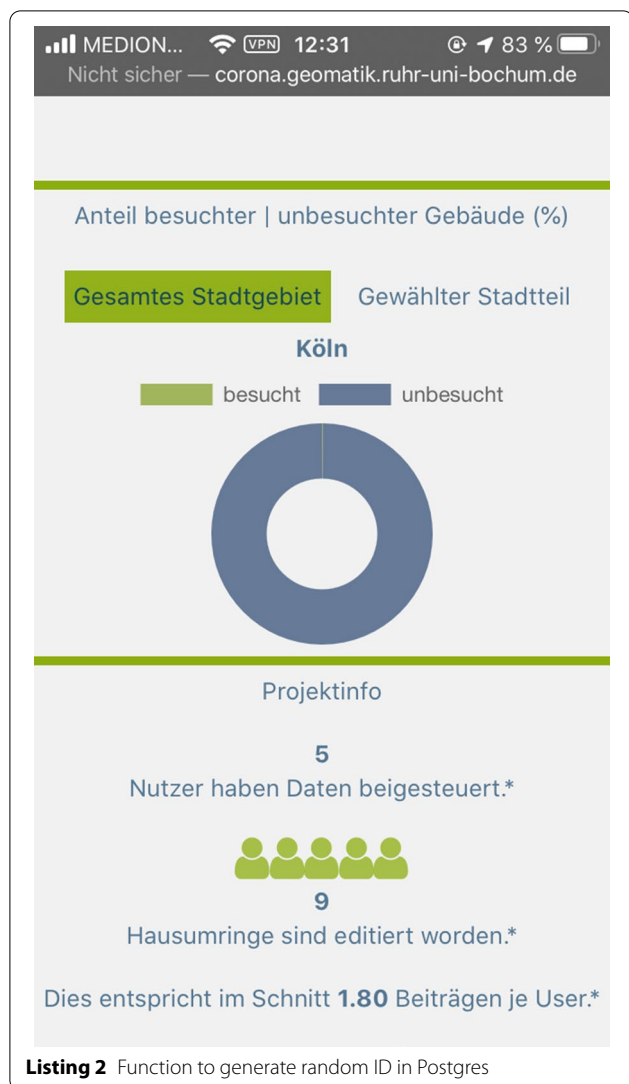 MEDION... VPN 12:31 83 %
Nicht sicher — corona.geomatik.ruhr-uni-bochum.de
Anteil besuchter | unbesuchter Gebäude (%)
Gesamtes Stadtgebiet Gewählter Stadtteil
Köln
besucht unbesucht
Projektinfo
5
Nutzer haben Daten beigesteuert.*
9
Hausumringe sind editiert worden.*
Dies entspricht im Schnitt 1.80 Beiträgen je User.*
Listing 2 Function to generate random ID in Postgres